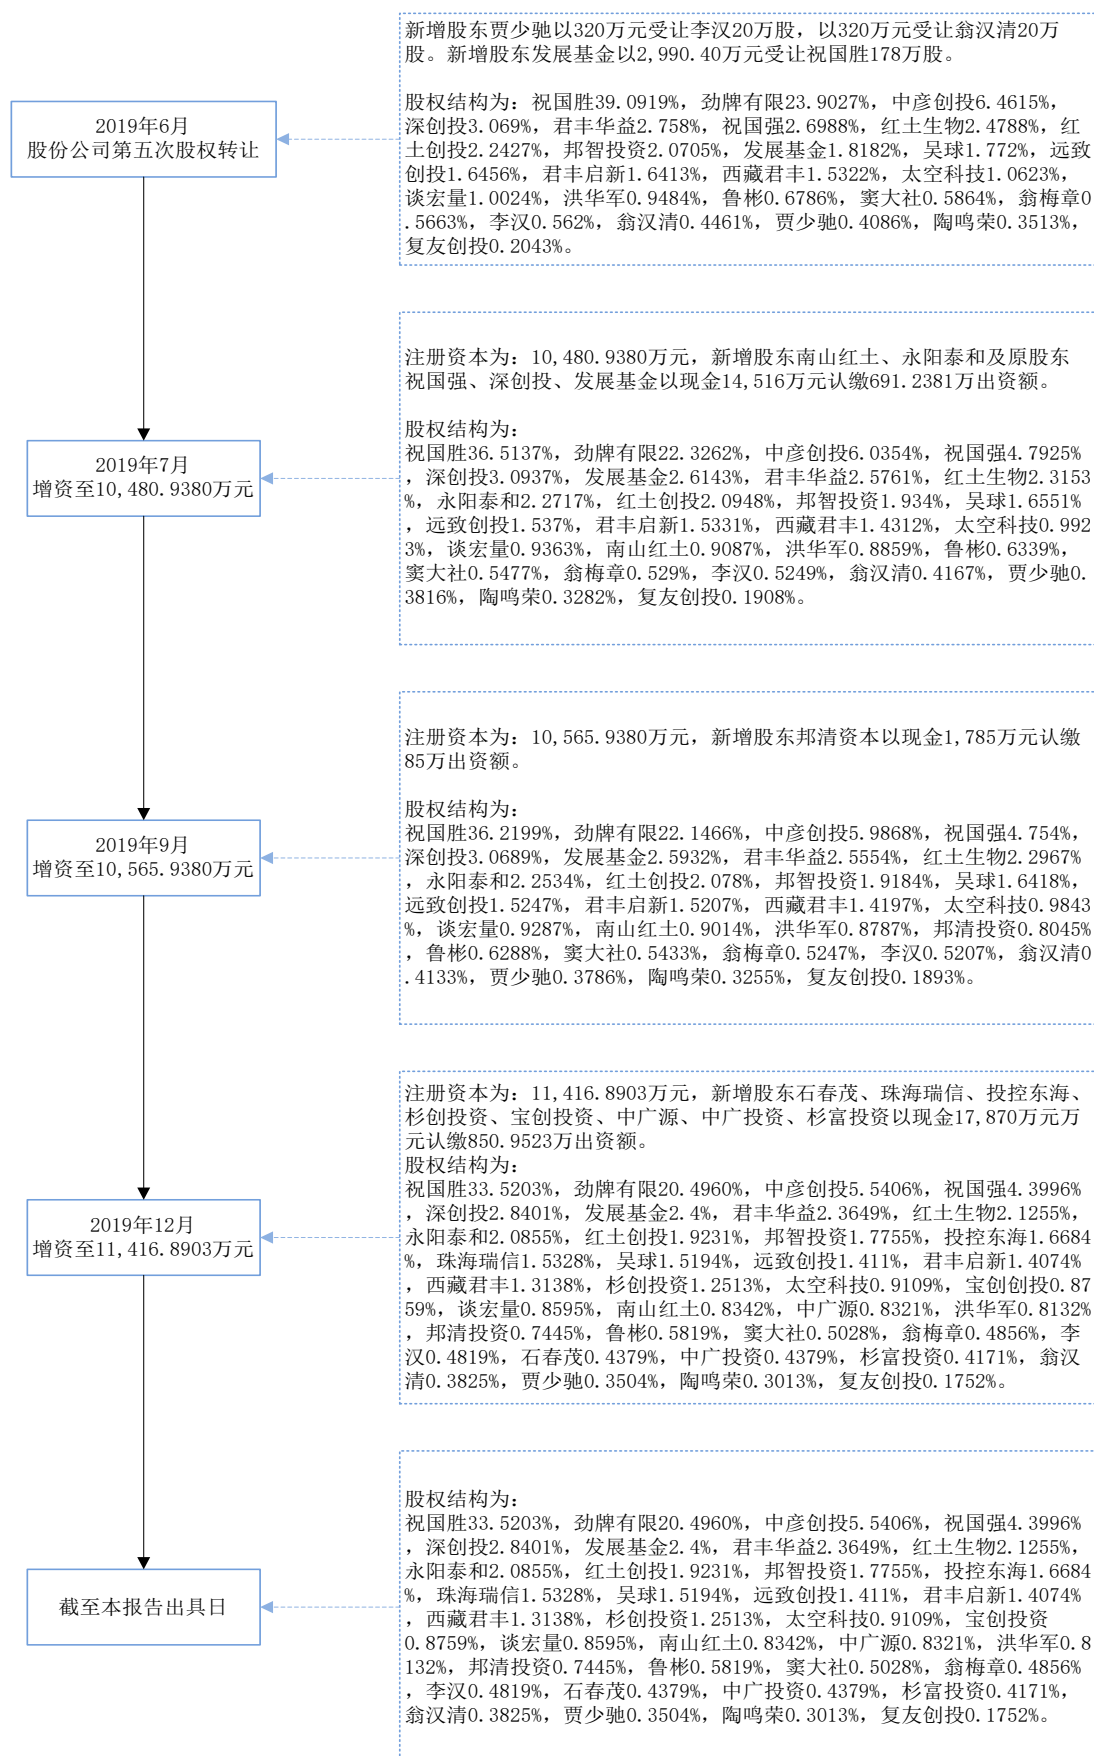 新增股东贾少驰以320万元受让李汉20万股，以320万元受让翁汉清20万
股。新增股东发展基金以2,990.40万元受让祝国胜178万股。
股权结构为：祝国胜39.0919%，劲牌有限23.9027%，中彦创投6.4615%，
深创投3.069%，君丰华益2.758%，祝国强2.6988%，红土生物2.4788%，红
土创投2.2427%，邦智投资2.0705%，发展基金1.8182%，吴球1.772%，远致
创投1.6456%，君丰启新1.6413%，西藏君丰1.5322%，太空科技1.0623%，
谈宏量1.0024%，洪华军0.9484%，鲁彬0.6786%，窦大社0.5864%，翁梅章0
.5663%，李汉0.562%，翁汉清0.4461%，贾少驰0.4086%，陶鸣荣0.3513%，
复友创投0.2043%。
2019年6月
股份公司第五次股权转让
注册资本为：10,480.9380万元，新增股东南山红土、永阳泰和及原股东
祝国强、深创投、发展基金以现金14,516万元认缴691.2381万出资额。
股权结构为：
祝国胜36.5137%，劲牌有限22.3262%，中彦创投6.0354%，祝国强4.7925%
，深创投3.0937%，发展基金2.6143%，君丰华益2.5761%，红土生物2.3153
%，永阳泰和2.2717%，红土创投2.0948%，邦智投资1.934%，吴球1.6551%
，远致创投1.537%，君丰启新1.5331%，西藏君丰1.4312%，太空科技0.992
3%，谈宏量0.9363%，南山红土0.9087%，洪华军0.8859%，鲁彬0.6339%，
窦大社0.5477%，翁梅章0.529%，李汉0.5249%，翁汉清0.4167%，贾少驰0.
3816%，陶鸣荣0.3282%，复友创投0.1908%。
2019年7月
增资至10,480.9380万元
注册资本为：10,565.9380万元，新增股东邦清资本以现金1,785万元认缴
85万出资额。
股权结构为：
祝国胜36.2199%，劲牌有限22.1466%，中彦创投5.9868%，祝国强4.754%，
深创投3.0689%，发展基金2.5932%，君丰华益2.5554%，红土生物2.2967%
，永阳泰和2.2534%，红土创投2.078%，邦智投资1.9184%，吴球1.6418%，
远致创投1.5247%，君丰启新1.5207%，西藏君丰1.4197%，太空科技0.9843
%，谈宏量0.9287%，南山红土0.9014%，洪华军0.8787%，邦清投资0.8045%
，鲁彬0.6288%，窦大社0.5433%，翁梅章0.5247%，李汉0.5207%，翁汉清0
.4133%，贾少驰0.3786%，陶鸣荣0.3255%，复友创投0.1893%。
2019年9月
增资至10,565.9380万元
注册资本为：11,416.8903万元，新增股东石春茂、珠海瑞信、投控东海、
杉创投资、宝创投资、中广源、中广投资、杉富投资以现金17,870万元万
元认缴850.9523万出资额。
股权结构为：
祝国胜33.5203%，劲牌有限20.4960%，中彦创投5.5406%，祝国强4.3996%
，深创投2.8401%，发展基金2.4%，君丰华益2.3649%，红土生物2.1255%，
永阳泰和2.0855%，红土创投1.9231%，邦智投资1.7755%，投控东海1.6684
%，珠海瑞信1.5328%，吴球1.5194%，远致创投1.411%，君丰启新1.4074%
，西藏君丰1.3138%，杉创投资1.2513%，太空科技0.9109%，宝创创投0.87
59%，谈宏量0.8595%，南山红土0.8342%，中广源0.8321%，洪华军0.8132%
，邦清投资0.7445%，鲁彬0.5819%，窦大社0.5028%，翁梅章0.4856%，李
汉0.4819%，石春茂0.4379%，中广投资0.4379%，杉富投资0.4171%，翁汉
清0.3825%，贾少驰0.3504%，陶鸣荣0.3013%，复友创投0.1752%。
2019年12月
增资至11,416.8903万元
股权结构为：
祝国胜33.5203%，劲牌有限20.4960%，中彦创投5.5406%，祝国强4.3996%
，深创投2.8401%，发展基金2.4%，君丰华益2.3649%，红土生物2.1255%，
永阳泰和2.0855%，红土创投1.9231%，邦智投资1.7755%，投控东海1.6684
%，珠海瑞信1.5328%，吴球1.5194%，远致创投1.411%，君丰启新1.4074%
，西藏君丰1.3138%，杉创投资1.2513%，太空科技0.9109%，宝创投资
0.8759%，谈宏量0.8595%，南山红土0.8342%，中广源0.8321%，洪华军0.8
132%，邦清投资0.7445%，鲁彬0.5819%，窦大社0.5028%，翁梅章0.4856%
，李汉0.4819%，石春茂0.4379%，中广投资0.4379%，杉富投资0.4171%，
翁汉清0.3825%，贾少驰0.3504%，陶鸣荣0.3013%，复友创投0.1752%。
截至本报告出具日